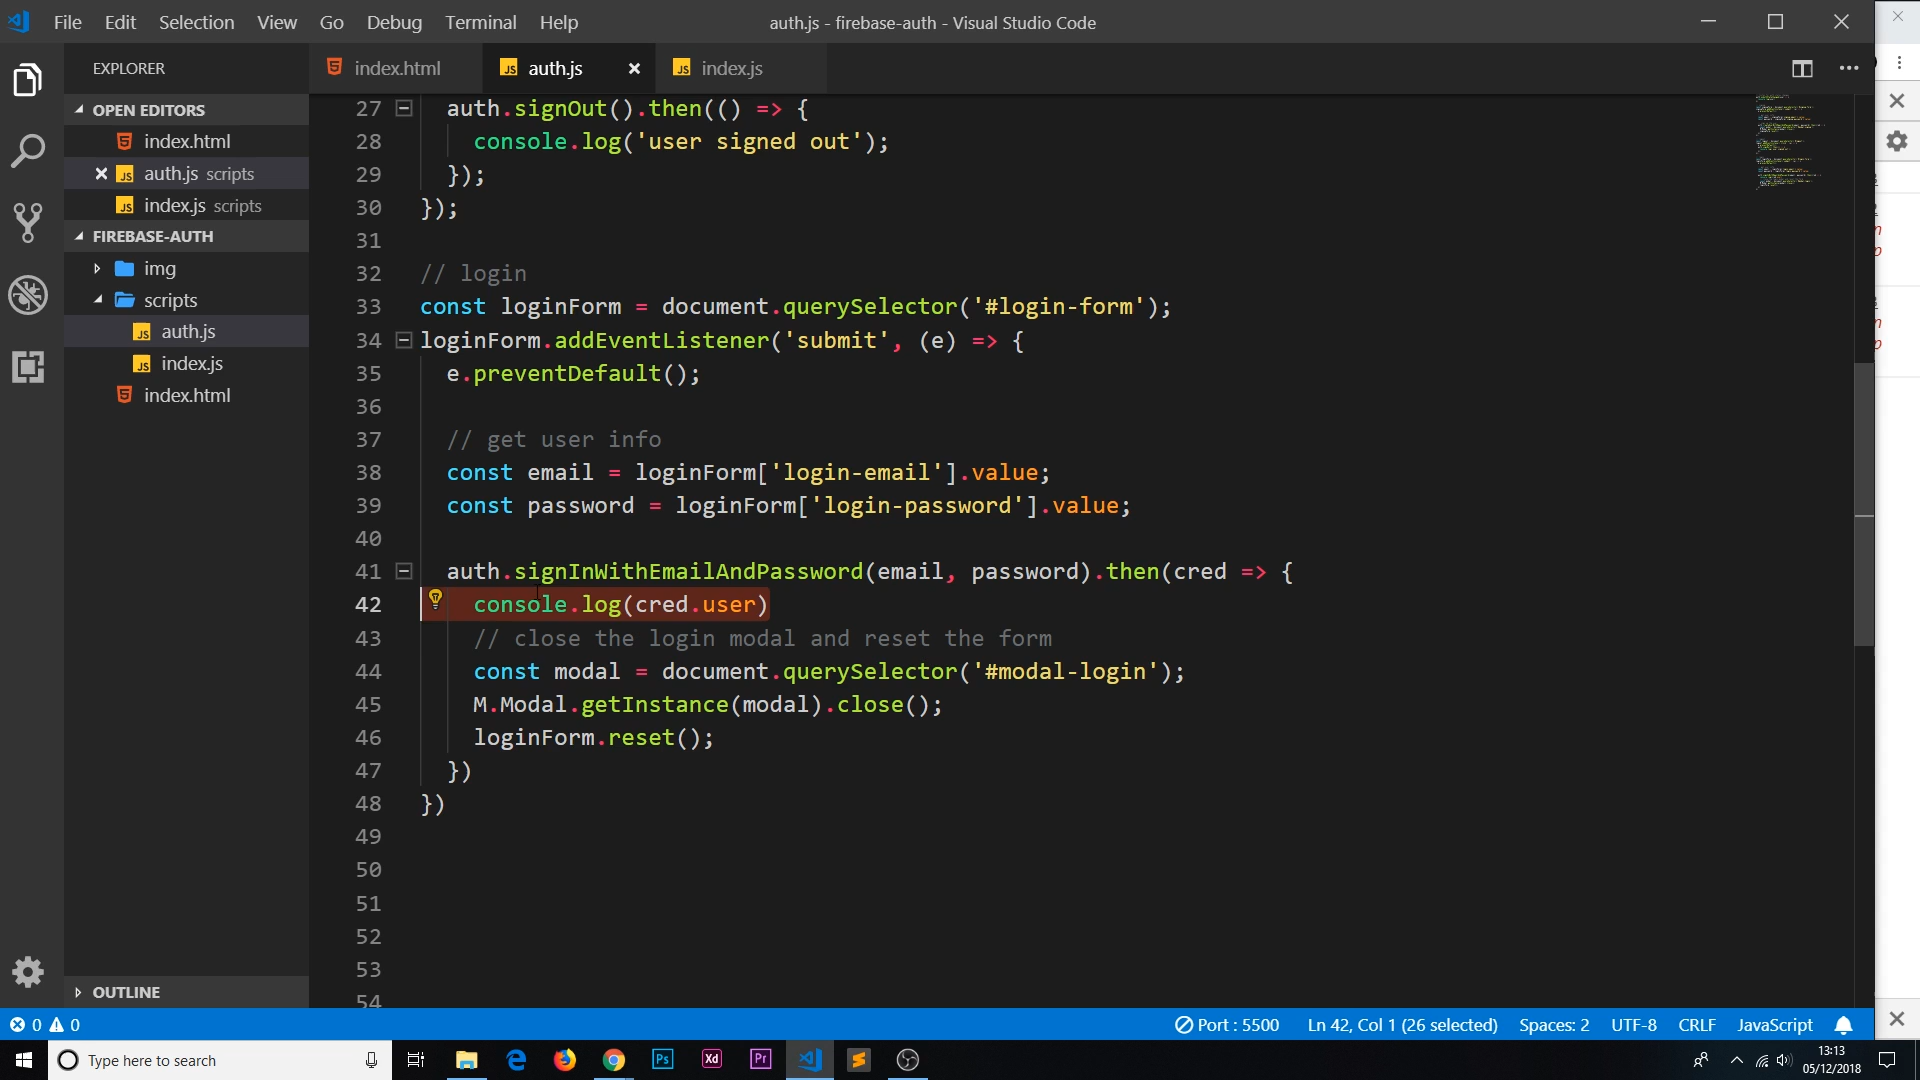 File Edit Selection View Go Debug Terminal Help
auth.js - firebase-auth - Visual Studio Code
EXPLORER
OPEN EDITORS
index.html
auth.js scripts
index.js scripts
FIREBASE-AUTH
img
scripts
auth.js
index.js
index.html
OUTLINE
index.html auth.js index.js
27 auth.signOut().then(() => {
28 console.log('user signed out');
29 });
30 });
31
32 // login
33 const loginForm = document.querySelector('#login-form');
34 loginForm.addEventListener('submit', (e) => {
35 e.preventDefault();
36
37 // get user info
38 const email = loginForm['login-email'].value;
39 const password = loginForm['login-password'].value;
40
41 auth.signInWithEmailAndPassword(email, password).then(cred => {
42 console.log(cred.user)
43 // close the login modal and reset the form
44 const modal = document.querySelector('#modal-login');
45 M.Modal.getInstance(modal).close();
46 loginForm.reset();
47 })
48 })
49
50
51
52
53
54
0 0 Port : 5500 Ln 42, Col 1 (26 selected) Spaces: 2 UTF-8 CRLF JavaScript
Type here to search
Ps Xd Pr
13:13
05/12/2018